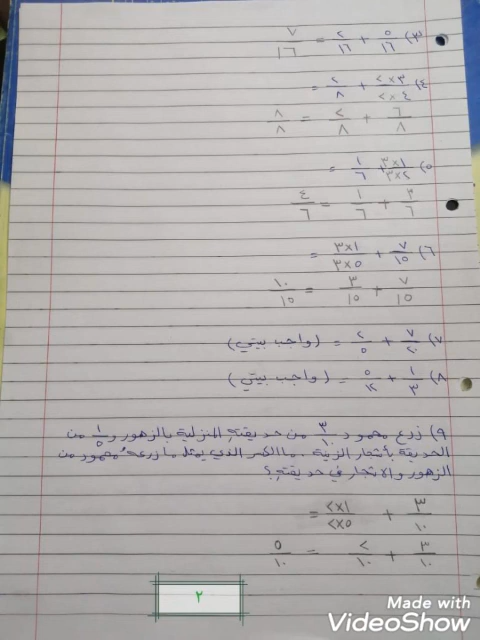 ٣) ٥/١٦ + ٢/١٦ = ٧/١٦
٤) ٣×٢/٤×٢ + ٢/٨ =
٦/٨ + ٢/٨ = ٨/٨
٥) ١×٣/٢×٣ + ١/٦ =
٣/٦ + ١/٦ = ٤/٦
٦) ٧/١٥ + ١×٣/٥×٣ =
٧/١٥ + ٣/١٥ = ١٠/١٥
٧) ٧/٢٠ + ٢/٥ = (واجب بيتي)
٨) ١/٣ + ٥/١٢ = (واجب بيتي)
٩) زرع محمود ٣/١٠ من حديقته المنزلية بالزهور و ١/٥ من
الحديقة بأشجار الزينة. ما الكسر الذي يمثل ما زرعه محمود من
الزهور والأشجار في حديقته؟
٣/١٠ + ١×٢/٥×٢ =
٣/١٠ + ٢/١٠ = ٥/١٠
٢
Made with
VideoShow